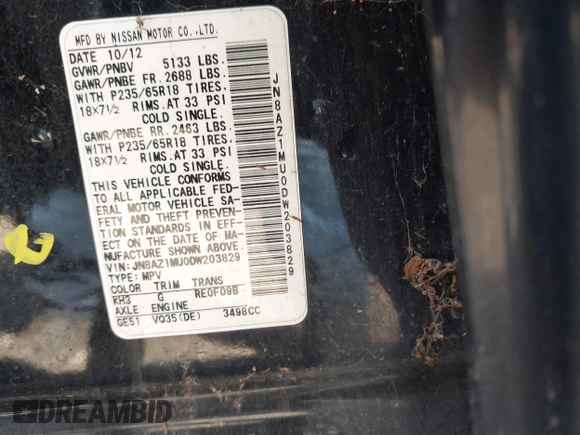 MFD BY NISSAN MOTOR CO.,LTD.
DATE 10/12
GVWR/PNBV 5133 LBS.
GAWR/PNBE FR. 2688 LBS.
WITH P235/65R18 TIRES,
18×7½ RIMS.AT 33 PSI
COLD SINGLE.
GAWR/PNBE RR. 2463 LBS.
WITH P235/65R18 TIRES,
18×7½ RIMS.AT 33 PSI
COLD SINGLE.
THIS VEHICLE CONFORMS
TO ALL APPLICABLE FED-
ERAL MOTOR VEHICLE SA-
FETY AND THEFT PREVEN-
TION STANDARDS IN EFF-
ECT ON THE DATE OF MA-
NUFACTURE SHOWN ABOVE.
VIN:JN8AZ1MU0DW203829
TYPE: MPV
COLOR TRIM TRANS
KH3 G RE0F09B
AXLE ENGINE
GE51 VQ35(DE) 3498CC
JN8AZ1MU0DW203829
DREAMBID